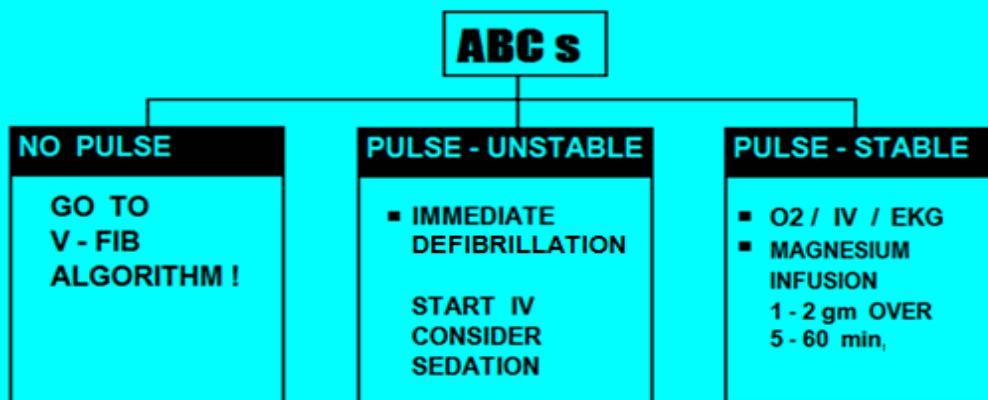 ABC s
NO PULSE
GO TO
V - FIB
ALGORITHM !
PULSE - UNSTABLE
■ IMMEDIATE
DEFIBRILLATION
START IV
CONSIDER
SEDATION
PULSE - STABLE
■ O2 / IV / EKG
■ MAGNESIUM
INFUSION
1 - 2 gm OVER
5 - 60 min,